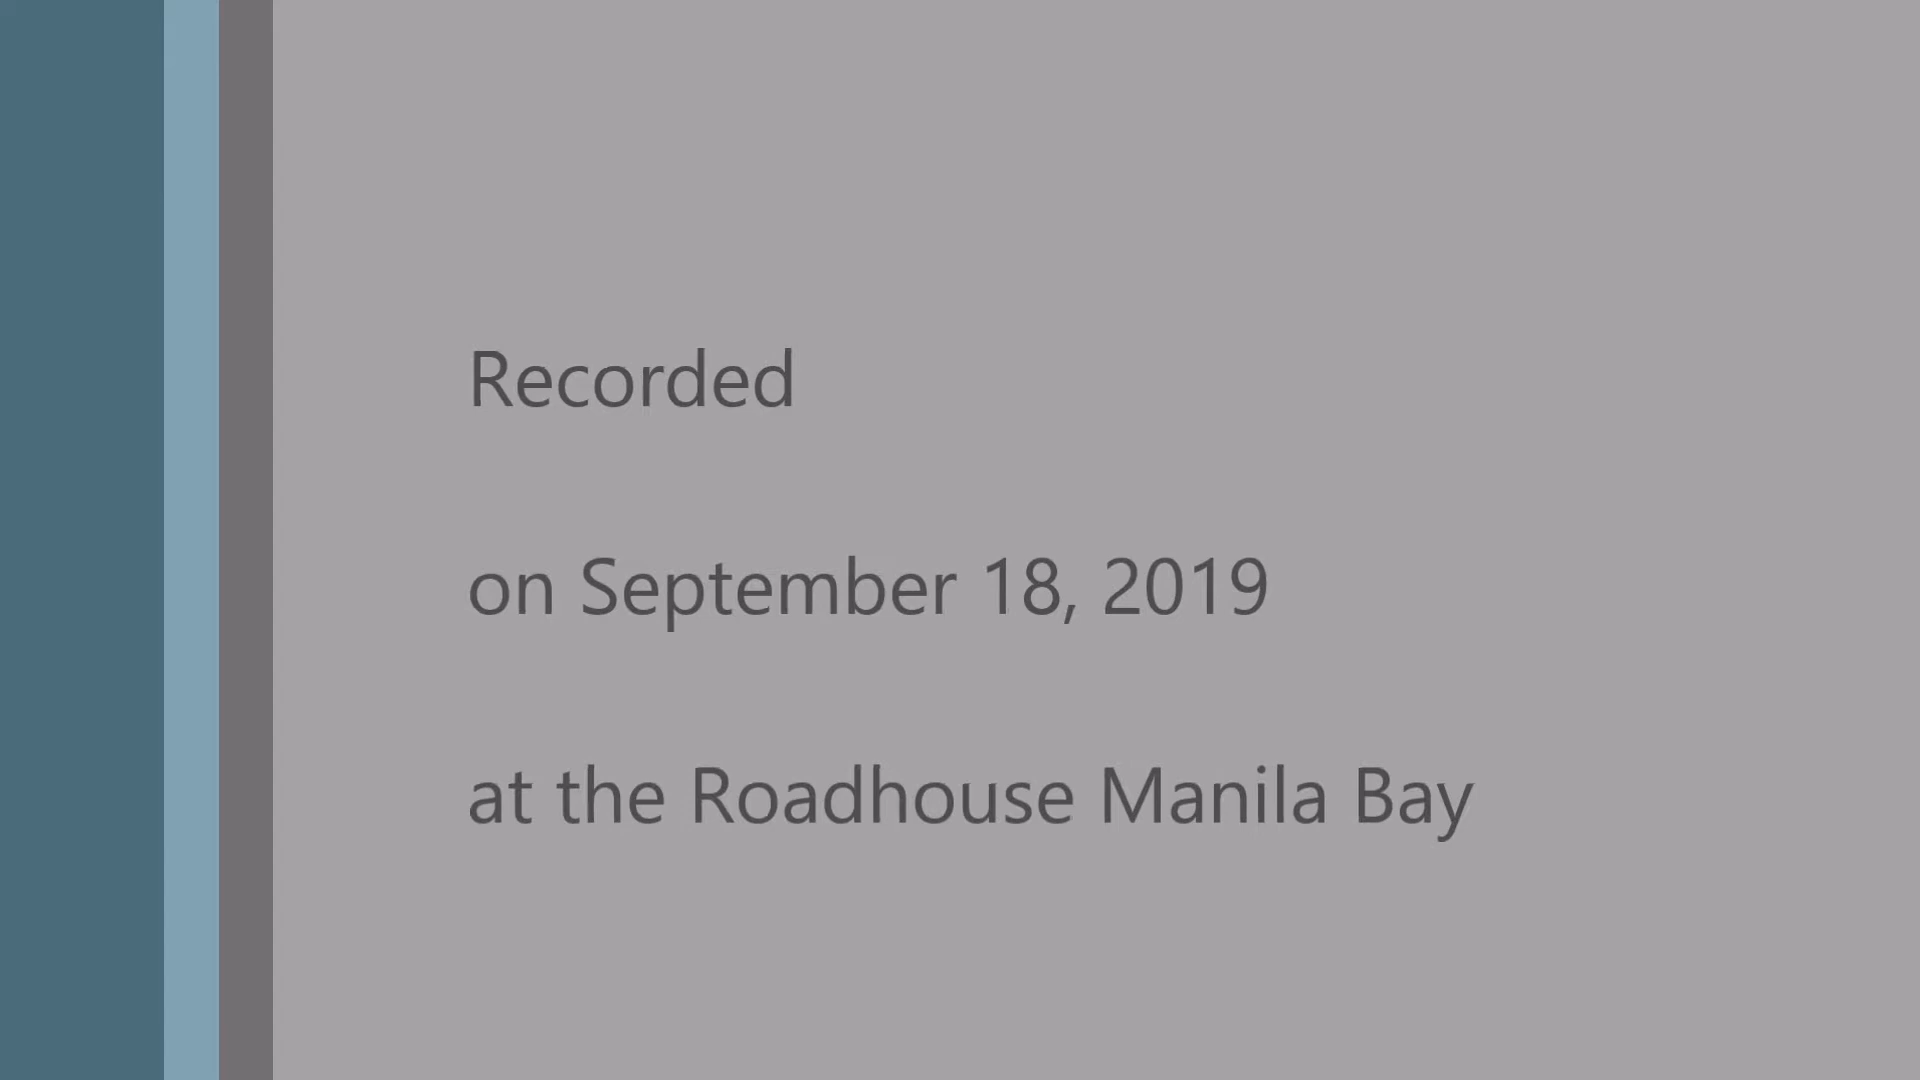 Recorded
on September 18, 2019
at the Roadhouse Manila Bay